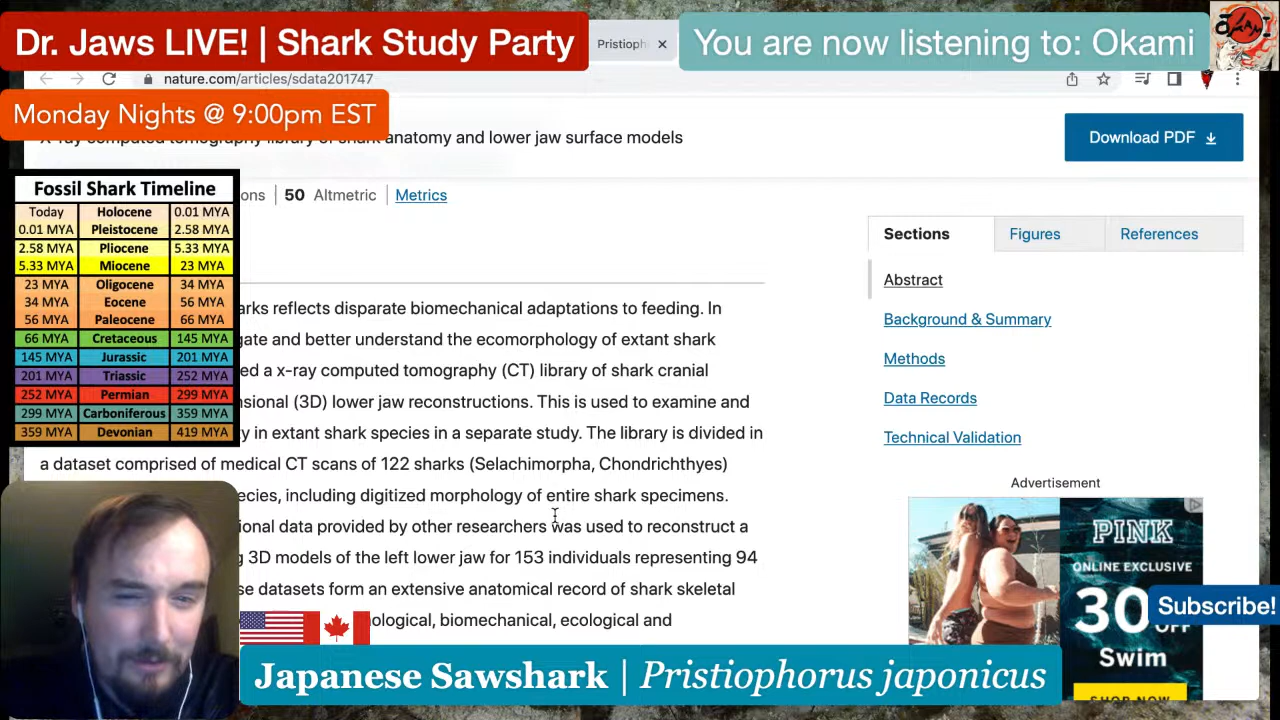 Dr. Jaws LIVE! | Shark Study Party
Pristioph
You are now listening to: Okami
nature.com/articles/sdata201747
Monday Nights @ 9:00pm EST
anatomy and lower jaw surface models
Download PDF
ons | 50 Altmetric | Metrics
Fossil Shark Timeline
Today Holocene 0.01 MYA
0.01 MYA Pleistocene 2.58 MYA
2.58 MYA Pliocene 5.33 MYA
5.33 MYA Miocene 23 MYA
23 MYA Oligocene 34 MYA
34 MYA Eocene 56 MYA
56 MYA Paleocene 66 MYA
66 MYA Cretaceous 145 MYA
145 MYA Jurassic 201 MYA
201 MYA Triassic 252 MYA
252 MYA Permian 299 MYA
299 MYA Carboniferous 359 MYA
359 MYA Devonian 419 MYA
arks reflects disparate biomechanical adaptations to feeding. In
gate and better understand the ecomorphology of extant shark
ed a x-ray computed tomography (CT) library of shark cranial
nsional (3D) lower jaw reconstructions. This is used to examine and
y in extant shark species in a separate study. The library is divided in
a dataset comprised of medical CT scans of 122 sharks (Selachimorpha, Chondrichthyes)
ecies, including digitized morphology of entire shark specimens.
ional data provided by other researchers was used to reconstruct a
g 3D models of the left lower jaw for 153 individuals representing 94
se datasets form an extensive anatomical record of shark skeletal
ological, biomechanical, ecological and
Sections Figures References
Abstract
Background & Summary
Methods
Data Records
Technical Validation
Advertisement
PINK
ONLINE EXCLUSIVE
30% OFF
Swim
SHOP NOW
Subscribe!
Japanese Sawshark | Pristiophorus japonicus